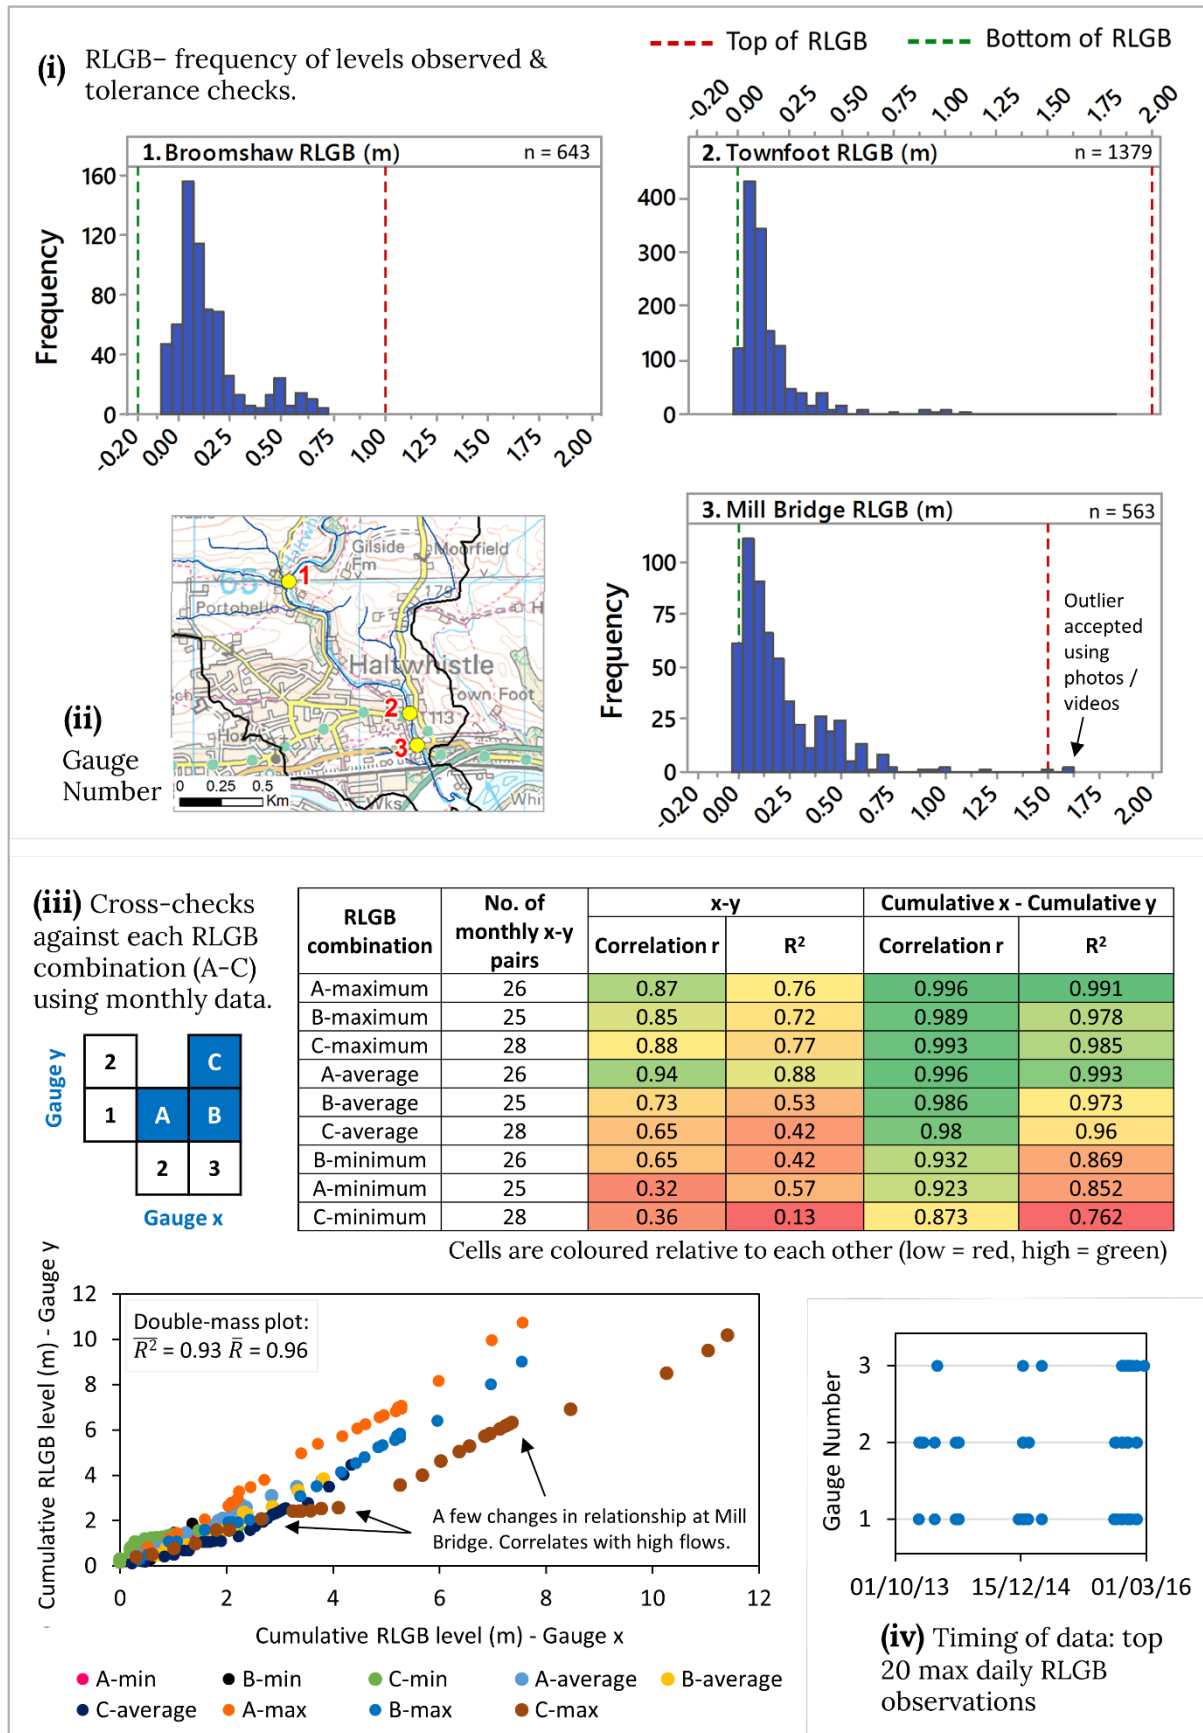 (i) RLGB– frequency of levels observed &
tolerance checks.
Top of RLGB
Bottom of RLGB
-0.20 0.00 0.25 0.50 0.75 1.00 1.25 1.50 1.75 2.00
1. Broomshaw RLGB (m) n = 643
Frequency
160
120
80
40
0
-0.20 0.00 0.25 0.50 0.75 1.00 1.25 1.50 1.75 2.00
2. Townfoot RLGB (m) n = 1379
400
300
200
100
0
3. Mill Bridge RLGB (m) n = 563
Frequency
100
75
50
25
0
Outlier
accepted
using
photos /
videos
-0.20 0.00 0.25 0.50 0.75 1.00 1.25 1.50 1.75 2.00
(ii)
Gauge
Number
Gilside
Fm
Moorfield
65
1
Portobello
Haltwhistle
own Foot
2
113
3
Wks
Whi
0 0.25 0.5
Km
(iii) Cross-checks
against each RLGB
combination (A-C)
using monthly data.
Gauge y
2 C
1 A B
2 3
Gauge x
RLGB
combination
No. of
monthly x-y
pairs
x-y
Cumulative x - Cumulative y
Correlation r R2 Correlation r R2
A-maximum 26 0.87 0.76 0.996 0.991
B-maximum 25 0.85 0.72 0.989 0.978
C-maximum 28 0.88 0.77 0.993 0.985
A-average 26 0.94 0.88 0.996 0.993
B-average 25 0.73 0.53 0.986 0.973
C-average 28 0.65 0.42 0.98 0.96
B-minimum 26 0.65 0.42 0.932 0.869
A-minimum 25 0.32 0.57 0.923 0.852
C-minimum 28 0.36 0.13 0.873 0.762
Cells are coloured relative to each other (low = red, high = green)
Cumulative RLGB level (m) - Gauge y
12
10
8
6
4
2
0
Double-mass plot:
R2 = 0.93 R = 0.96
A few changes in relationship at Mill
Bridge. Correlates with high flows.
0 2 4 6 8 10 12
Cumulative RLGB level (m) - Gauge x
A-min B-min C-min A-average B-average
C-average A-max B-max C-max
Gauge Number
3
2
1
01/10/13 15/12/14 01/03/16
(iv) Timing of data: top
20 max daily RLGB
observations